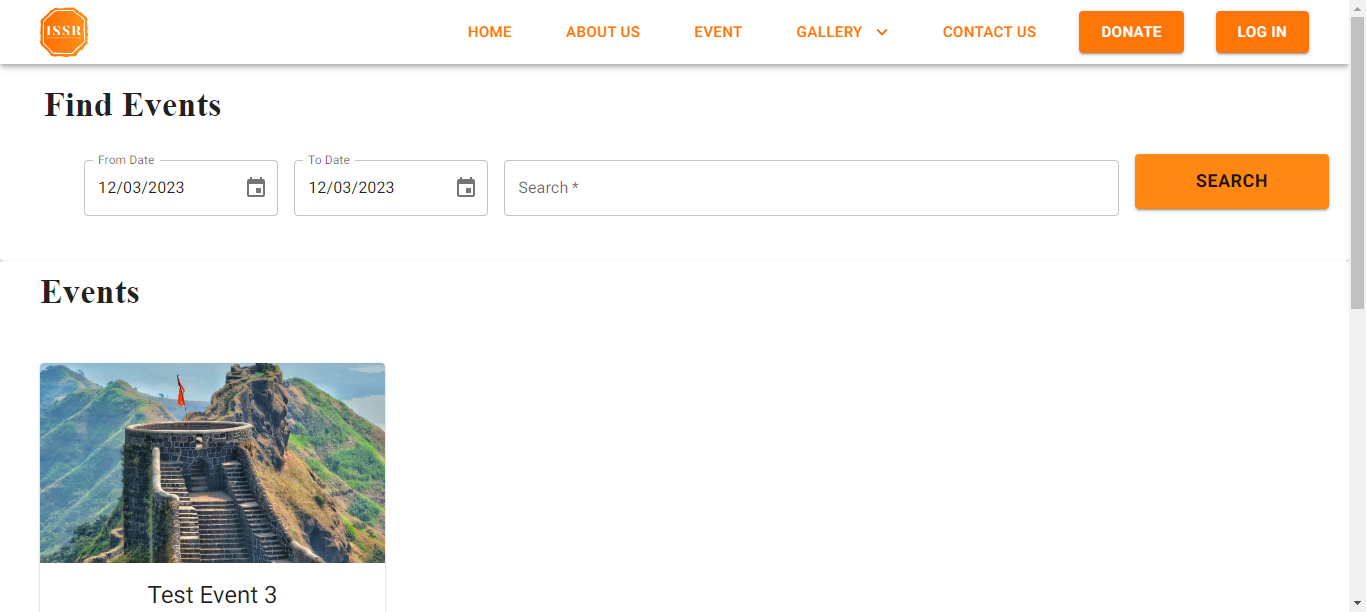 ISSR
HOME ABOUT US EVENT GALLERY CONTACT US DONATE LOG IN
Find Events
From Date To Date
12/03/2023 12/03/2023 Search * SEARCH
Events
Test Event 3